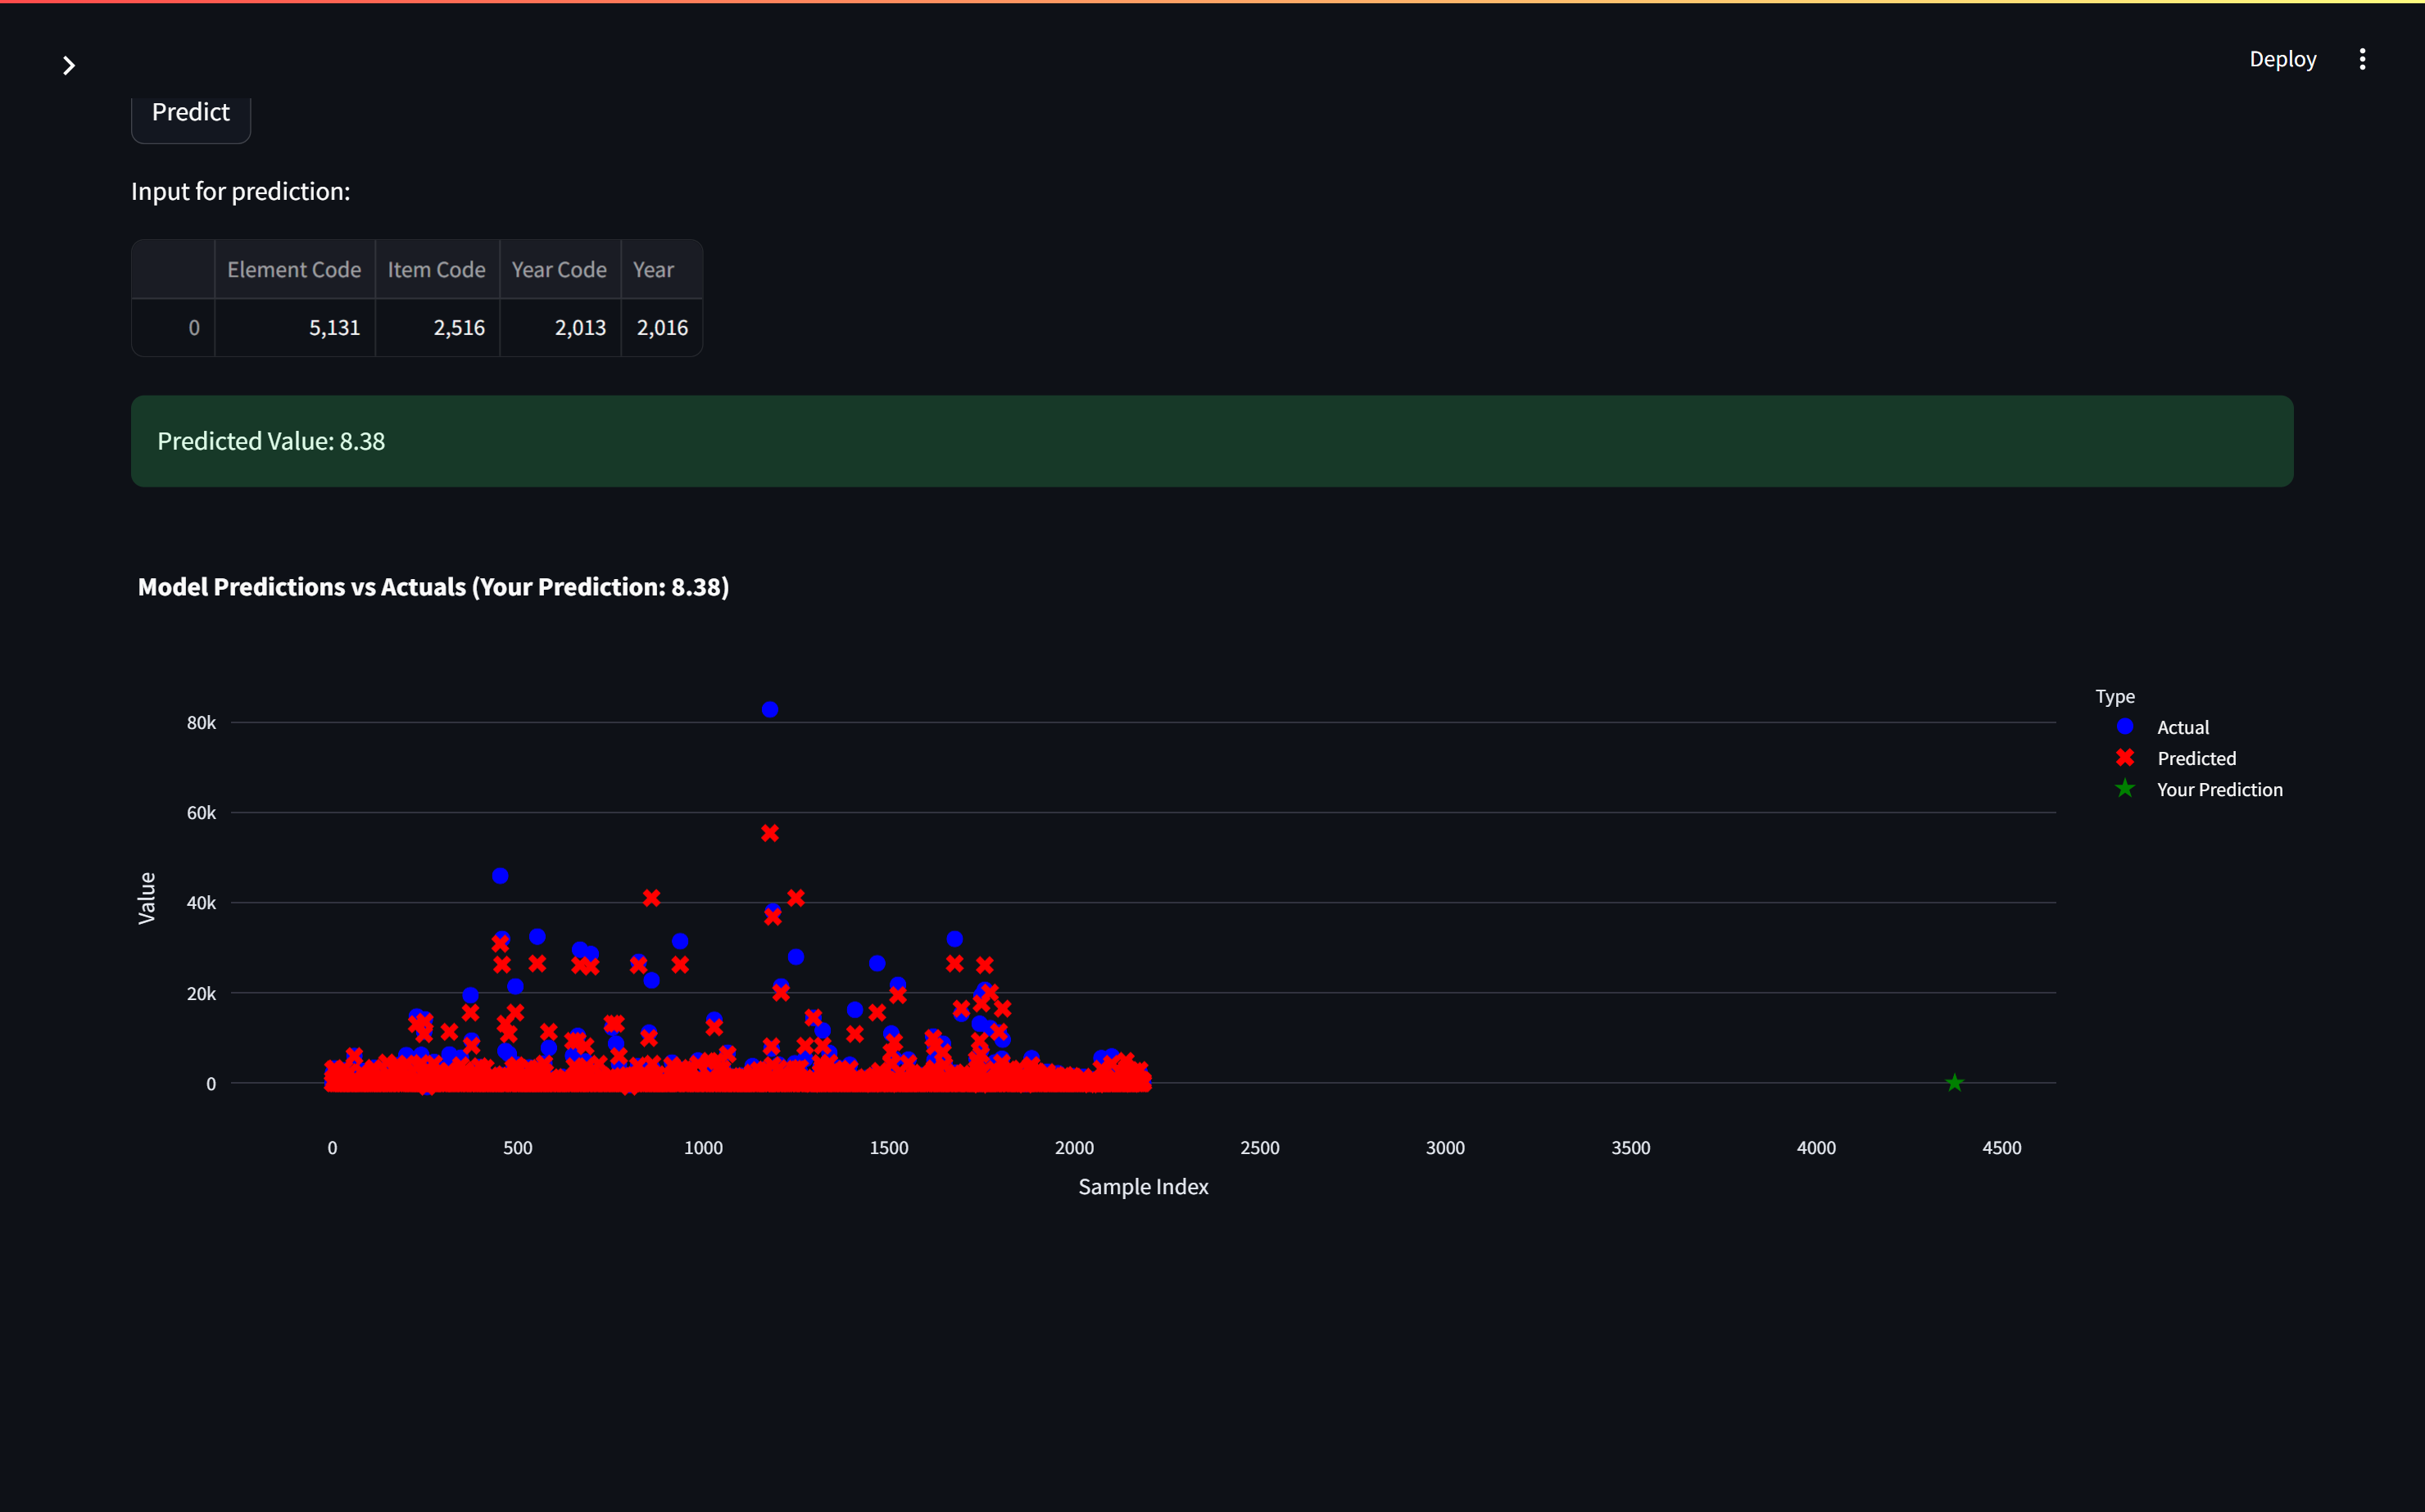 Deploy
Predict
Input for prediction:
Element Code Item Code Year Code Year
0 5,131 2,516 2,013 2,016
Predicted Value: 8.38
Model Predictions vs Actuals (Your Prediction: 8.38)
Type
Actual
Predicted
Your Prediction
80k
60k
40k
20k
0
Value
0 500 1000 1500 2000 2500 3000 3500 4000 4500
Sample Index